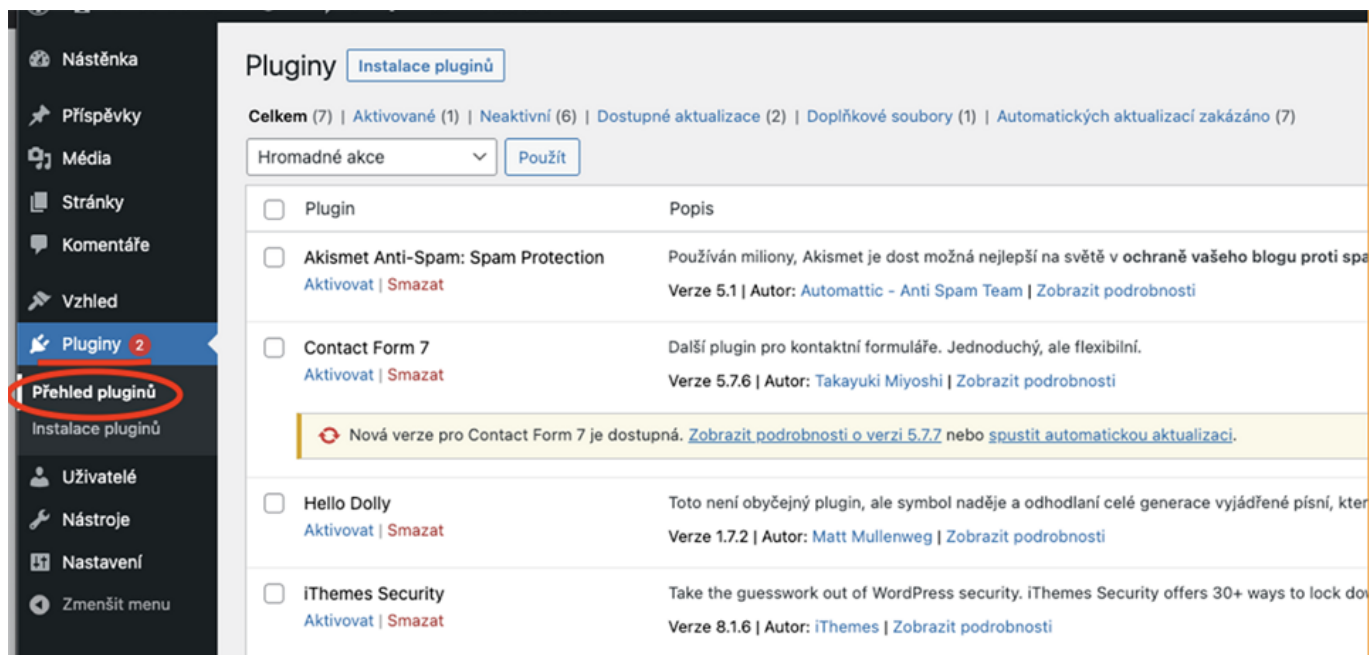 Nástěnka
Příspěvky
Média
Stránky
Komentáře
Vzhled
Pluginy 2
Přehled pluginů
Instalace pluginů
Uživatelé
Nástroje
Nastavení
Zmenšit menu
Pluginy Instalace pluginů
Celkem (7) | Aktivované (1) | Neaktivní (6) | Dostupné aktualizace (2) | Doplňkové soubory (1) | Automatických aktualizací zakázáno (7)
Hromadné akce Použít
Plugin Popis
Akismet Anti-Spam: Spam Protection
Aktivovat | Smazat
Používán miliony, Akismet je dost možná nejlepší na světě v ochraně vašeho blogu proti spa
Verze 5.1 | Autor: Automattic - Anti Spam Team | Zobrazit podrobnosti
Contact Form 7
Aktivovat | Smazat
Další plugin pro kontaktní formuláře. Jednoduchý, ale flexibilní.
Verze 5.7.6 | Autor: Takayuki Miyoshi | Zobrazit podrobnosti
Nová verze pro Contact Form 7 je dostupná. Zobrazit podrobnosti o verzi 5.7.7 nebo spustit automatickou aktualizaci.
Hello Dolly
Aktivovat | Smazat
Toto není obyčejný plugin, ale symbol naděje a odhodlaní celé generace vyjádřené písní, kter
Verze 1.7.2 | Autor: Matt Mullenweg | Zobrazit podrobnosti
iThemes Security
Aktivovat | Smazat
Take the guesswork out of WordPress security. iThemes Security offers 30+ ways to lock do
Verze 8.1.6 | Autor: iThemes | Zobrazit podrobnosti